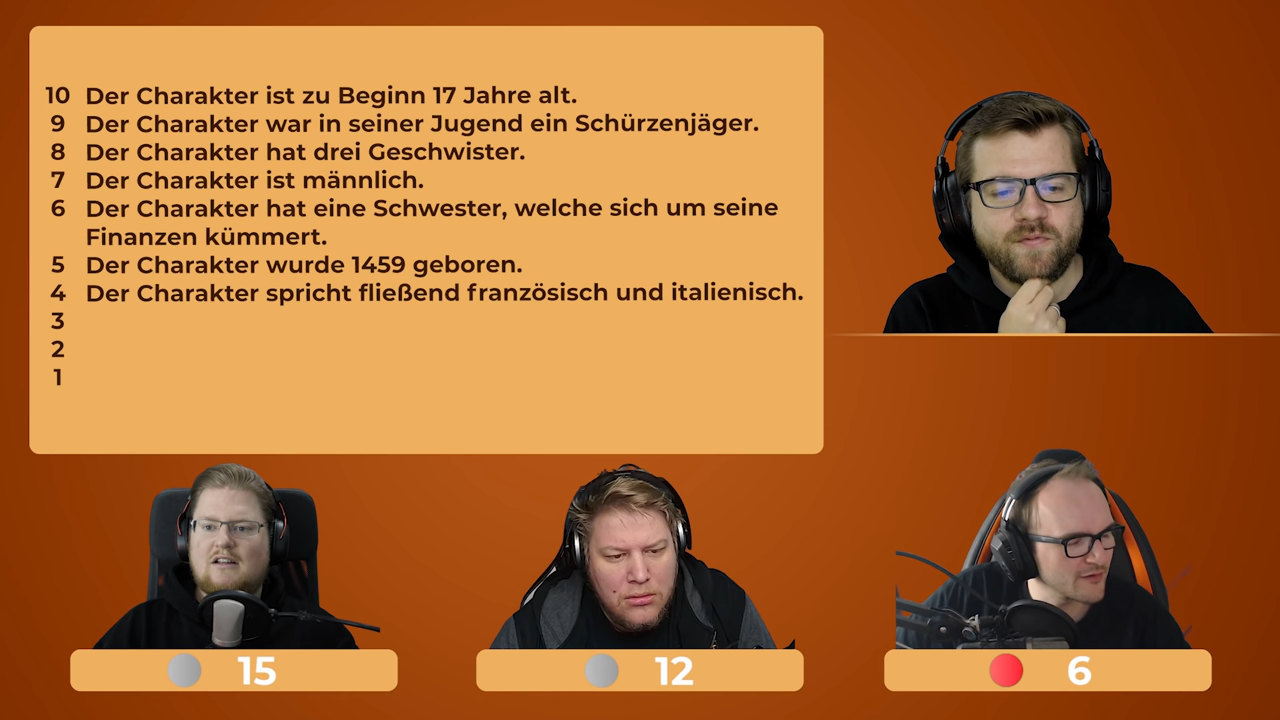 10 Der Charakter ist zu Beginn 17 Jahre alt.
9 Der Charakter war in seiner Jugend ein Schürzenjäger.
8 Der Charakter hat drei Geschwister.
7 Der Charakter ist männlich.
6 Der Charakter hat eine Schwester, welche sich um seine
Finanzen kümmert.
5 Der Charakter wurde 1459 geboren.
4 Der Charakter spricht fließend französisch und italienisch.
3
2
1
15
12
6